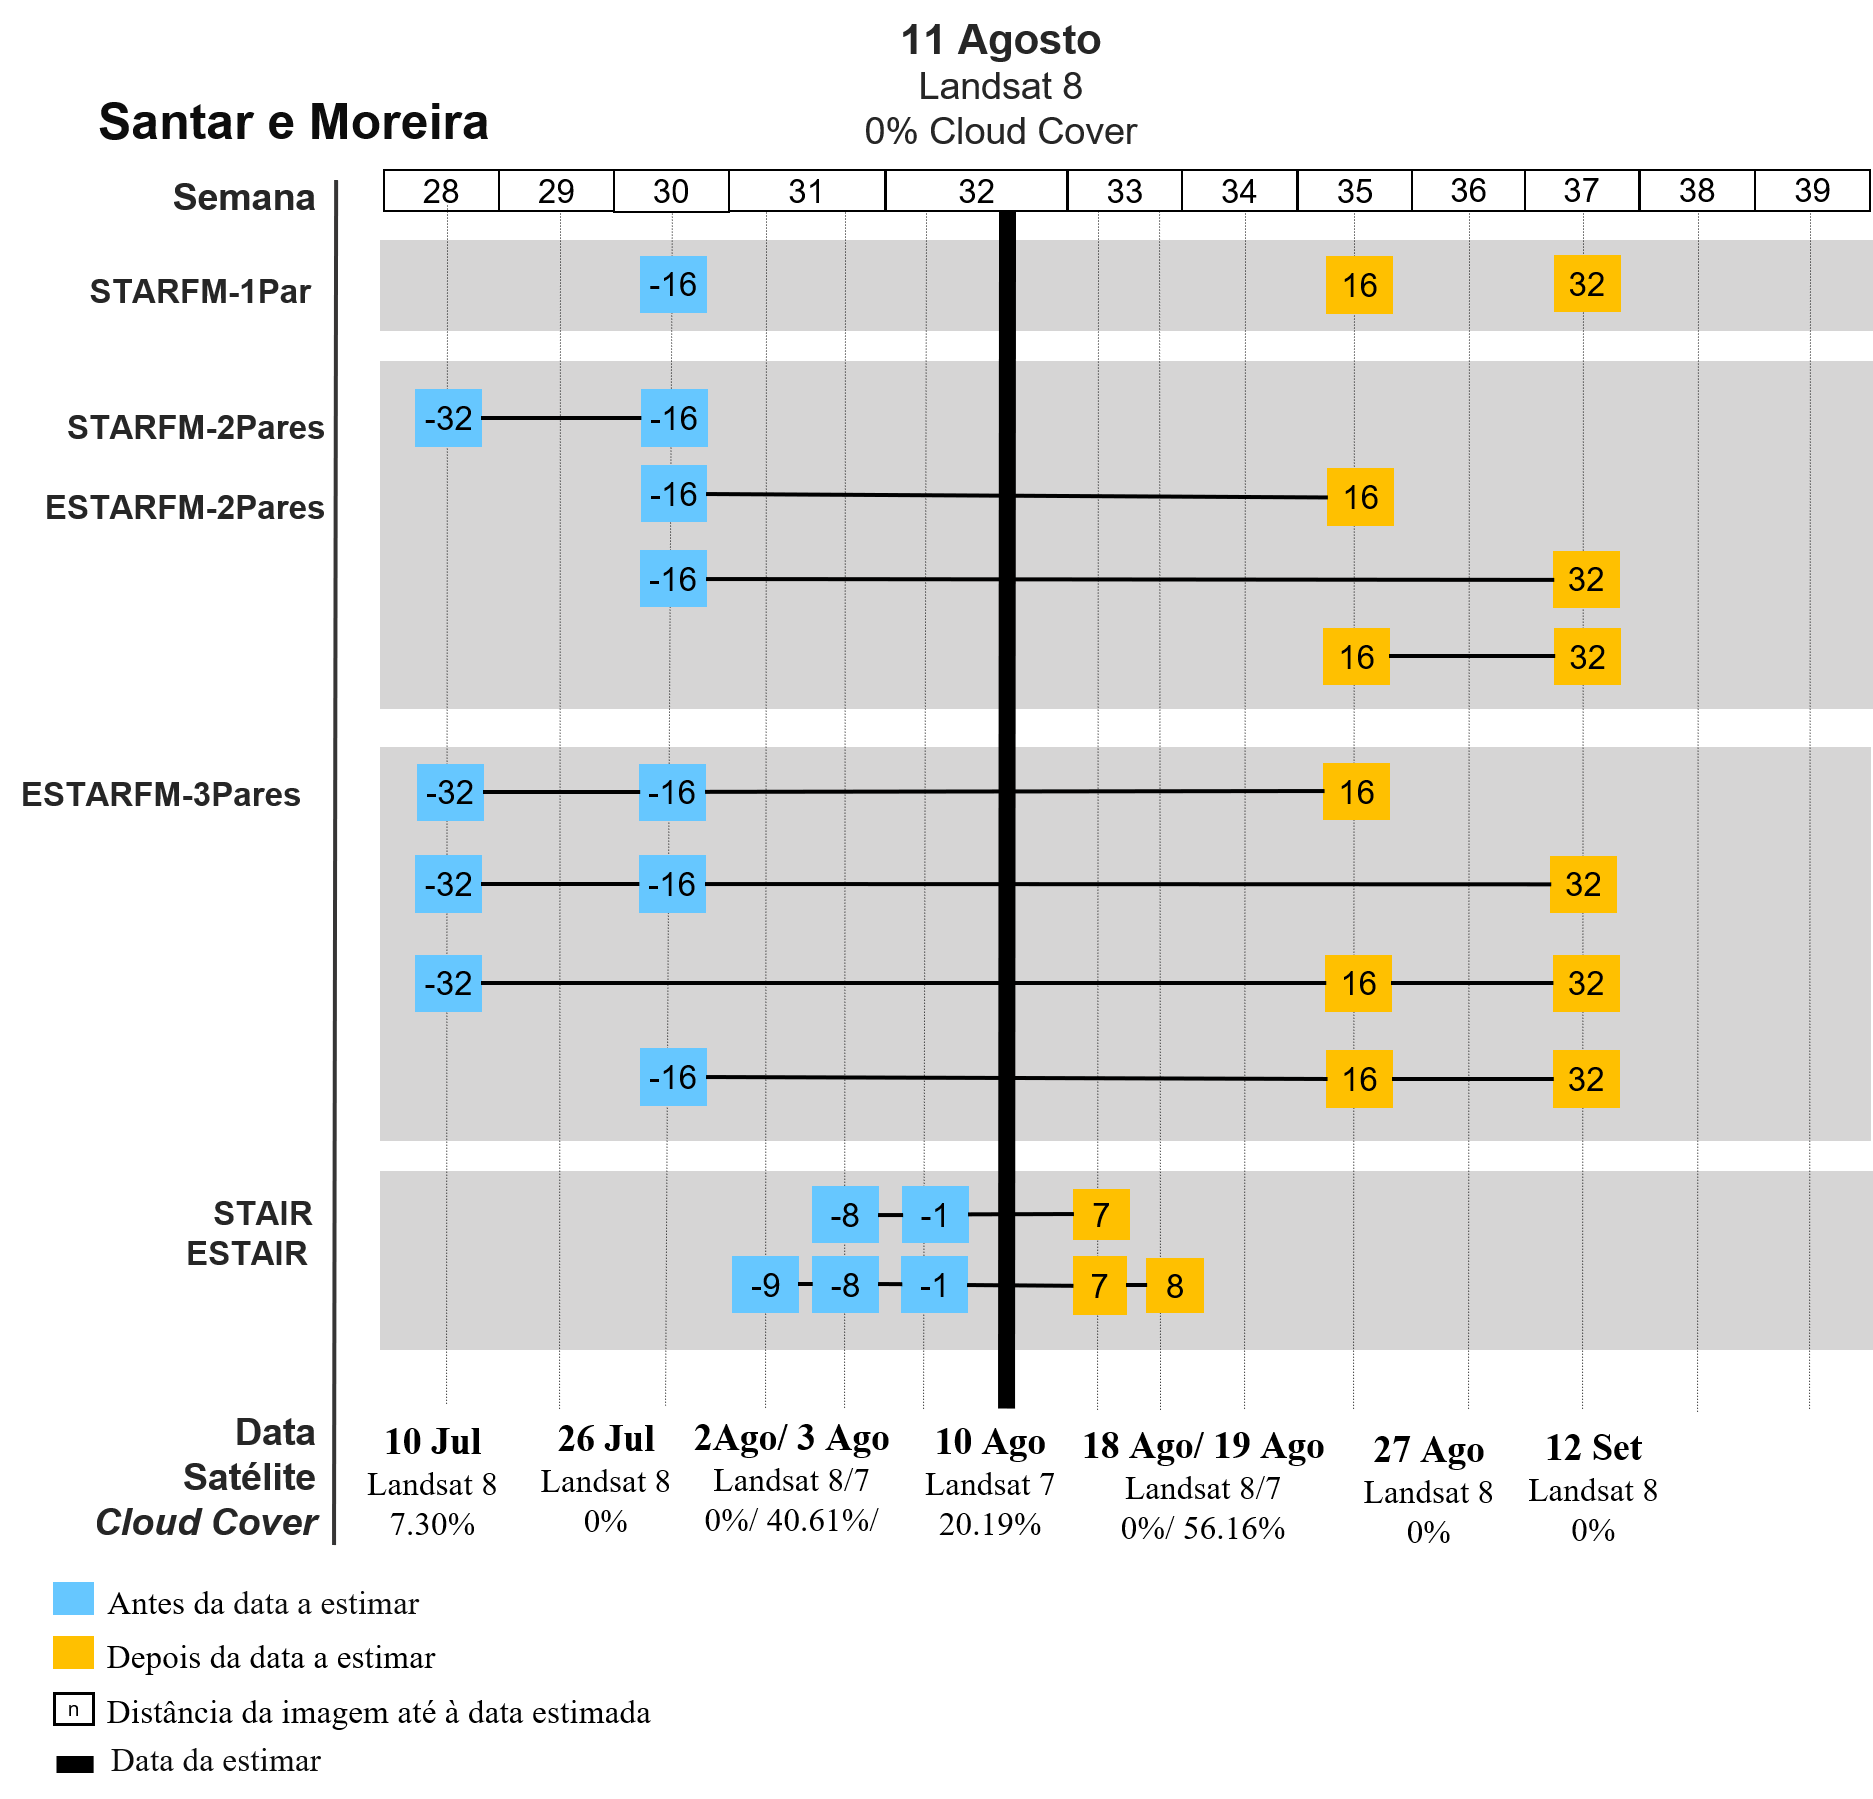 11 Agosto
Landsat 8
0% Cloud Cover
Santar e Moreira
Semana 28 29 30 31 32 33 34 35 36 37 38 39
STARFM-1Par -16 16 32
STARFM-2Pares -32 -16
ESTARFM-2Pares -16 16
-16 32
16 32
ESTARFM-3Pares -32 -16 16
-32 -16 32
-32 16 32
-16 16 32
STAIR -8 -1 7
ESTAIR -9 -8 -1 7 8
Data 10 Jul 26 Jul 2Ago/ 3 Ago 10 Ago 18 Ago/ 19 Ago 27 Ago 12 Set
Satélite Landsat 8 Landsat 8 Landsat 8/7 Landsat 7 Landsat 8/7 Landsat 8 Landsat 8
Cloud Cover 7.30% 0% 0%/ 40.61%/ 20.19% 0%/ 56.16% 0% 0%
Antes da data a estimar
Depois da data a estimar
n Distância da imagem até à data estimada
Data da estimar